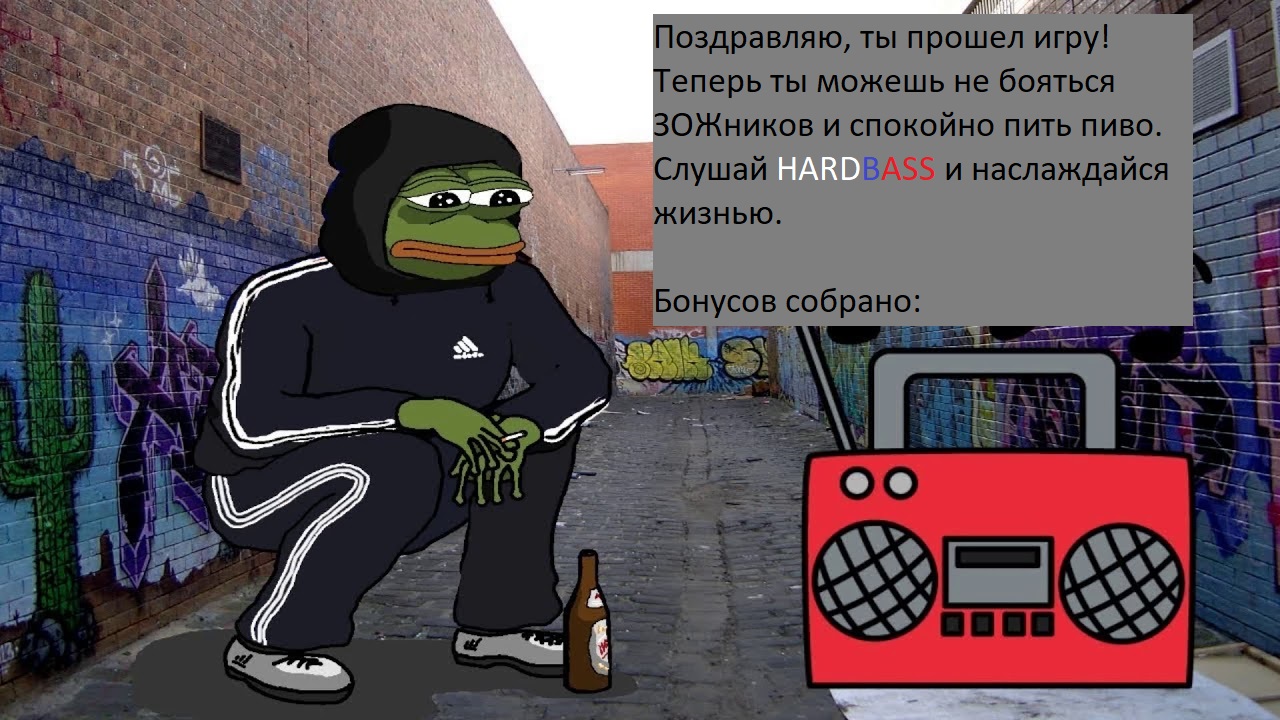 Поздравляю, ты прошел игру!
Теперь ты можешь не бояться
ЗОЖников и спокойно пить пиво.
Слушай HARDBASS и наслаждайся
жизнью.
Бонусов собрано: